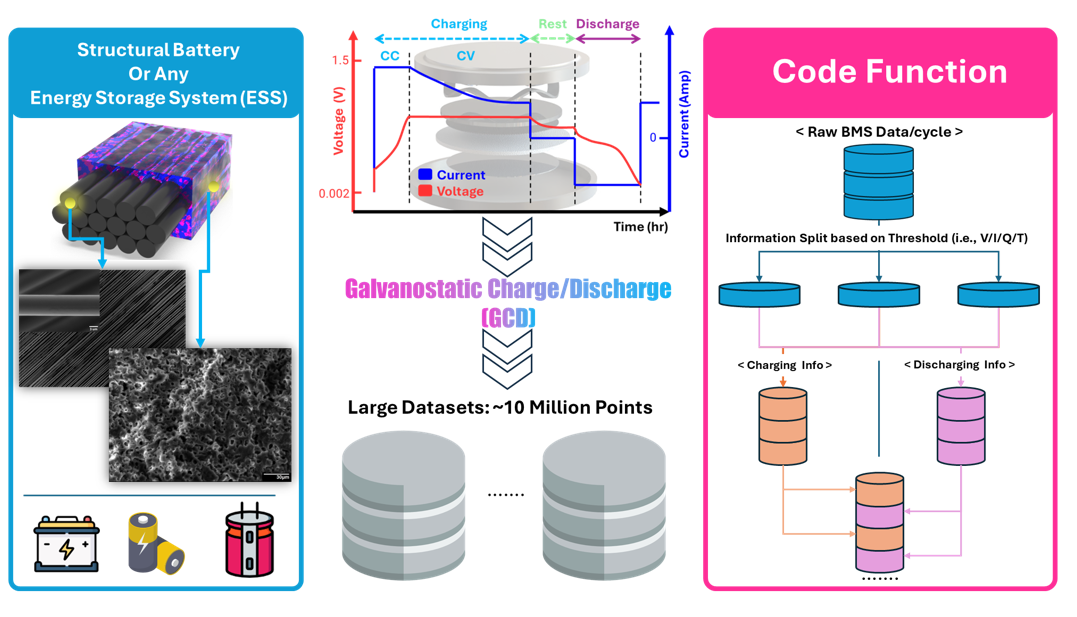 Structural Battery
Or Any
Energy Storage System (ESS)
30μm
Charging
Rest
Discharge
CC
CV
1.5
Voltage (V)
0.002
Current
Voltage
0
Current (Amp)
Time (hr)
Galvanostatic Charge/Discharge
(GCD)
Large Datasets: ~10 Million Points
.......
Code Function
< Raw BMS Data/cycle >
Information Split based on Threshold (i.e., V/I/Q/T)
< Charging Info >
< Discharging Info >
.......